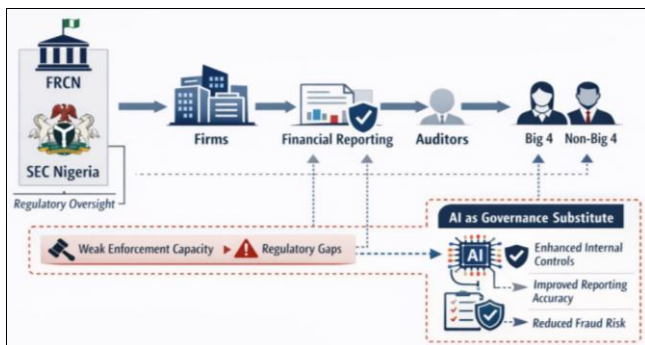 FRCN
SEC Nigeria
Regulatory Oversight
Firms
Financial Reporting
Auditors
Big 4
Non-Big 4
Weak Enforcement Capacity
Regulatory Gaps
AI as Governance Substitute
AI
Enhanced Internal
Controls
Improved Reporting
Accuracy
Reduced Fraud Risk